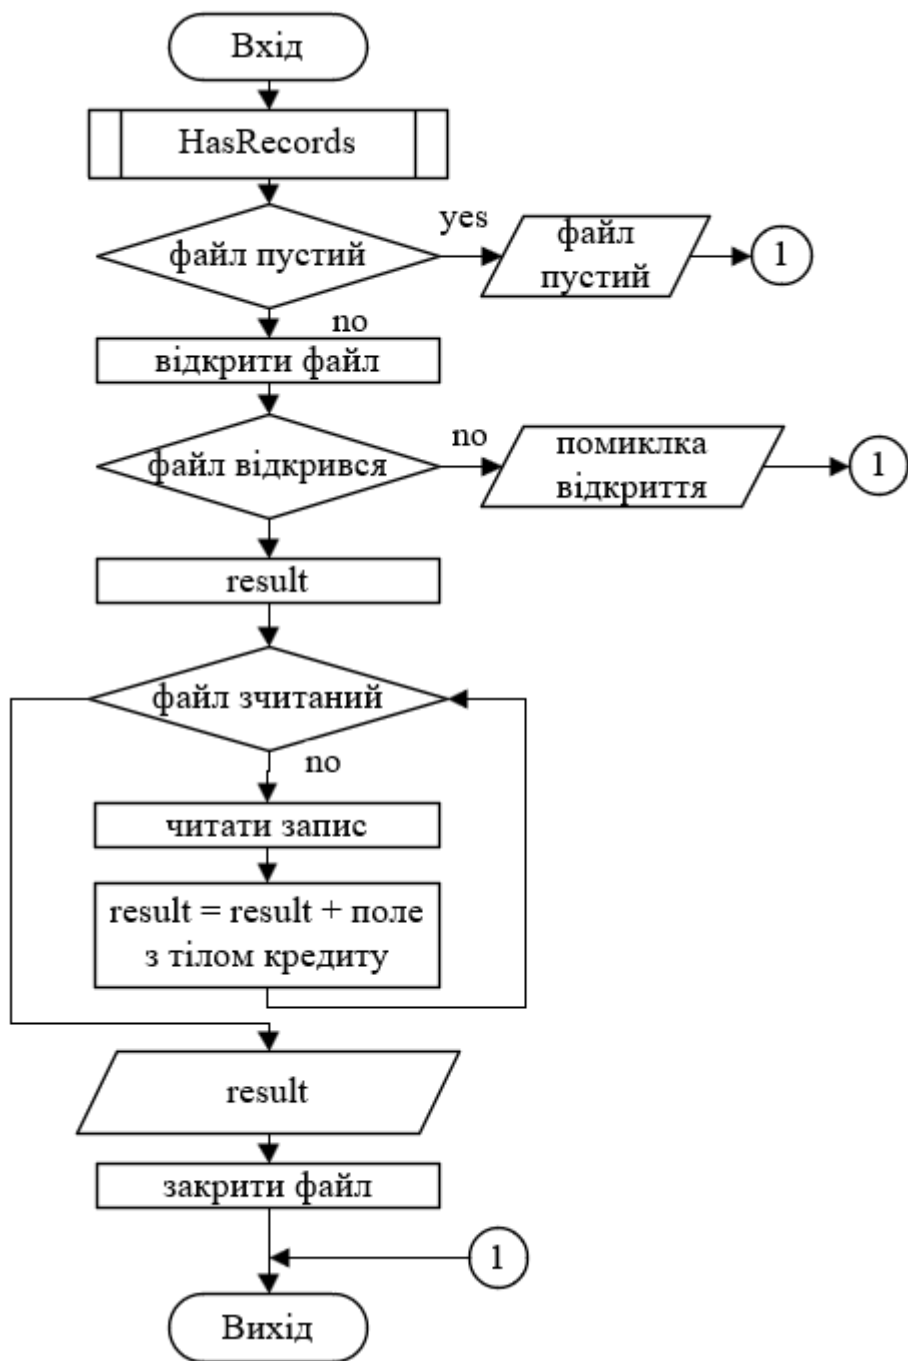 Вхід
HasRecords
файл пустий
yes
файл
пустий
1
no
відкрити файл
файл відкрився
no
помиклка
відкриття
1
result
файл зчитаний
no
читати запис
result = result + поле
з тілом кредиту
result
закрити файл
1
Вихід